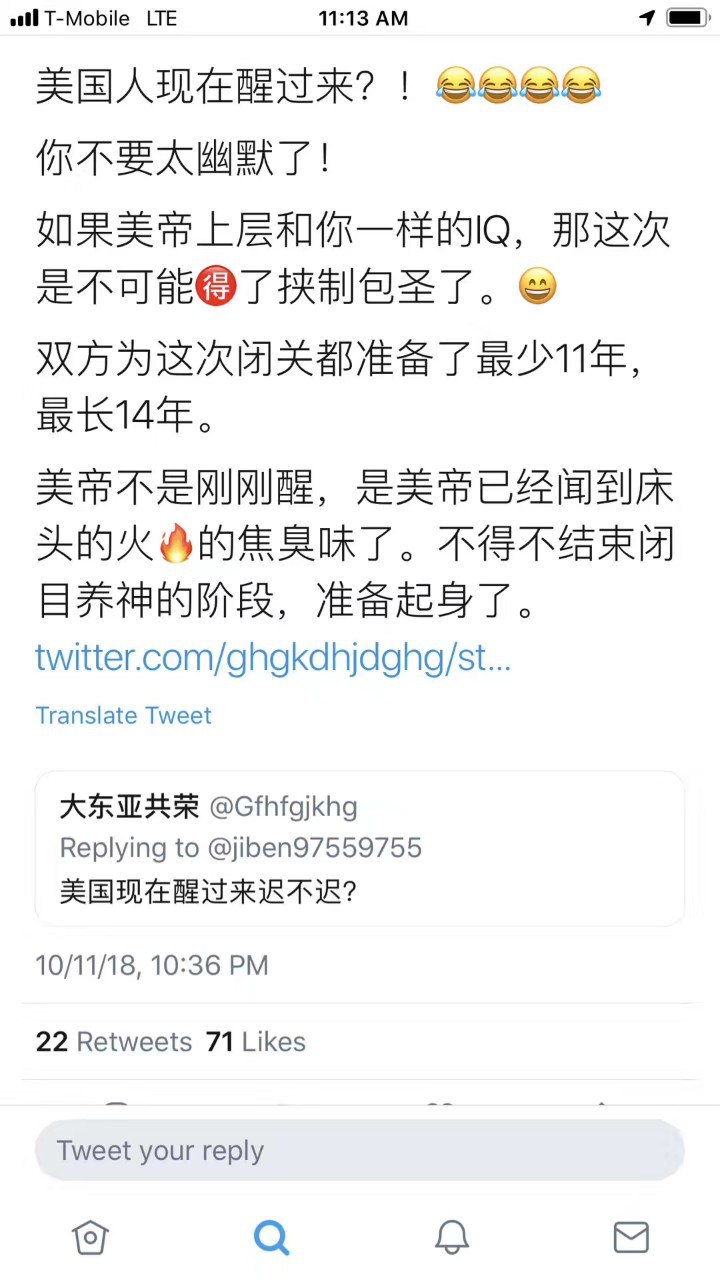 T-Mobile LTE 11:13 AM
美国人现在醒过来？！😂😂😂😂
你不要太幽默了！
如果美帝上层和你一样的IQ，那这次
是不可能🉐了挟制包圣了。😄
双方为这次闭关都准备了最少11年，
最长14年。
美帝不是刚刚醒，是美帝已经闻到床
头的火🔥的焦臭味了。不得不结束闭
目养神的阶段，准备起身了。
twitter.com/ghgkdhjdghg/st...
Translate Tweet
大东亚共荣 @Gfhfgjkhg
Replying to @jiben97559755
美国现在醒过来迟不迟?
10/11/18, 10:36 PM
22 Retweets 71 Likes
Tweet your reply